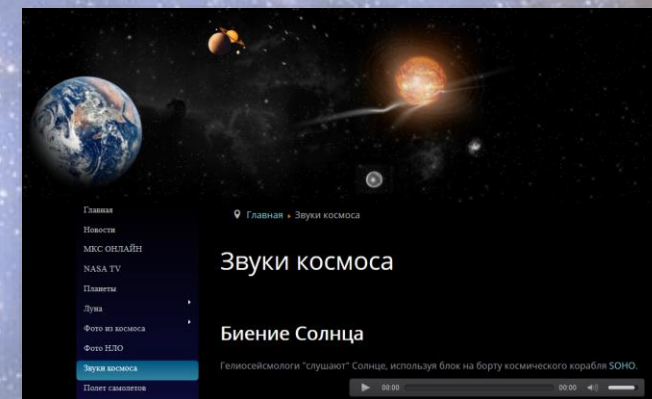 Главная
Новости
МКС ОНЛАЙН
NASA TV
Планеты
Луна
Фото из космоса
Фото НЛО
Звуки космоса
Полет самолетов
Главная ▸ Звуки космоса
Звуки космоса
Биение Солнца
Гелиосейсмологи "слушают" Солнце, используя блок на борту космического корабля SOHO.
00:00 00:00